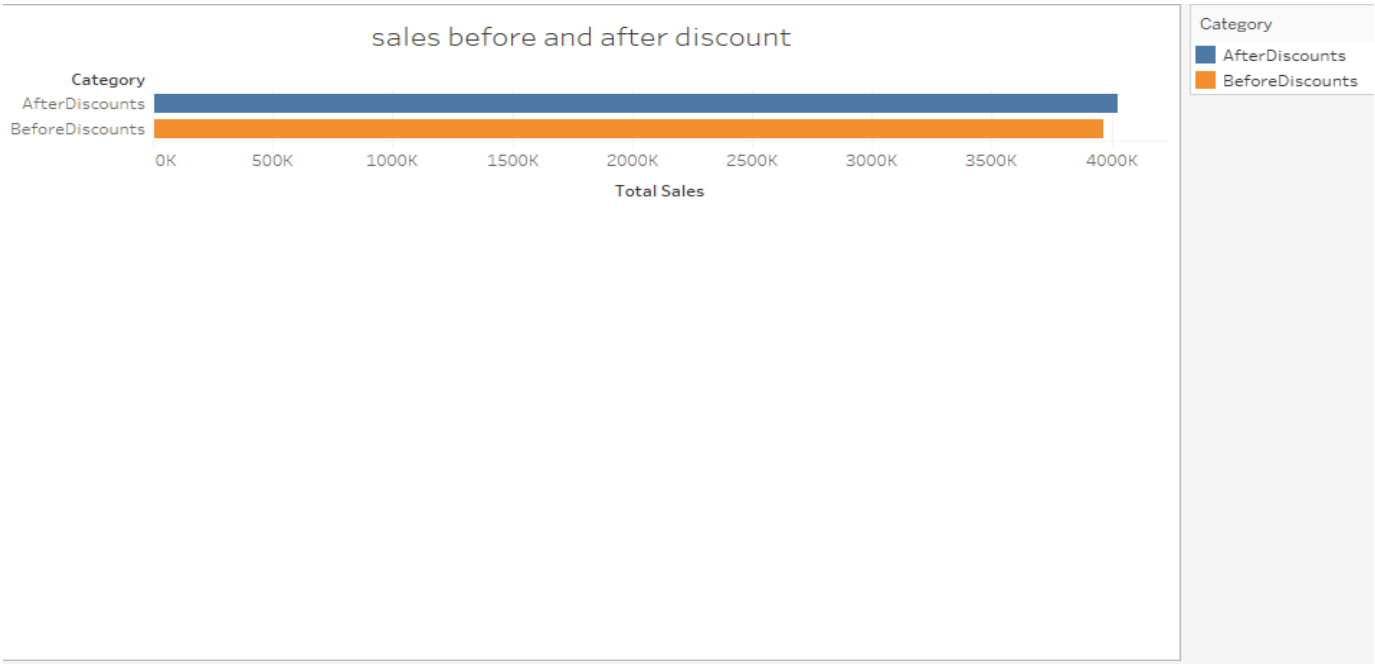 sales before and after discount
Category
AfterDiscounts
BeforeDiscounts
0K 500K 1000K 1500K 2000K 2500K 3000K 3500K 4000K
Total Sales
Category
AfterDiscounts
BeforeDiscounts